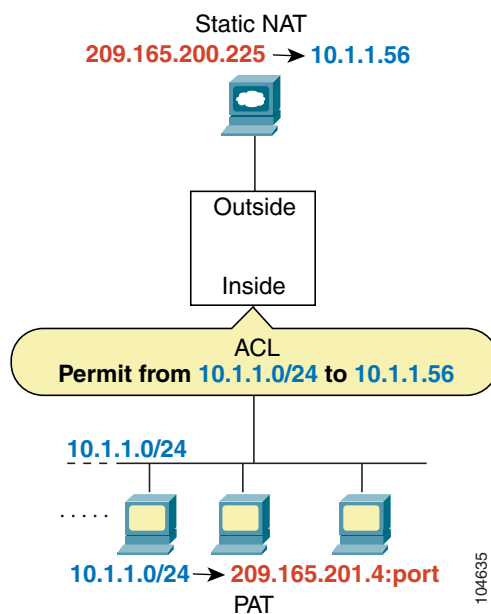 Static NAT
209.165.200.225 → 10.1.1.56
Outside
Inside
ACL
Permit from 10.1.1.0/24 to 10.1.1.56
10.1.1.0/24
10.1.1.0/24 → 209.165.201.4:port
PAT
104635